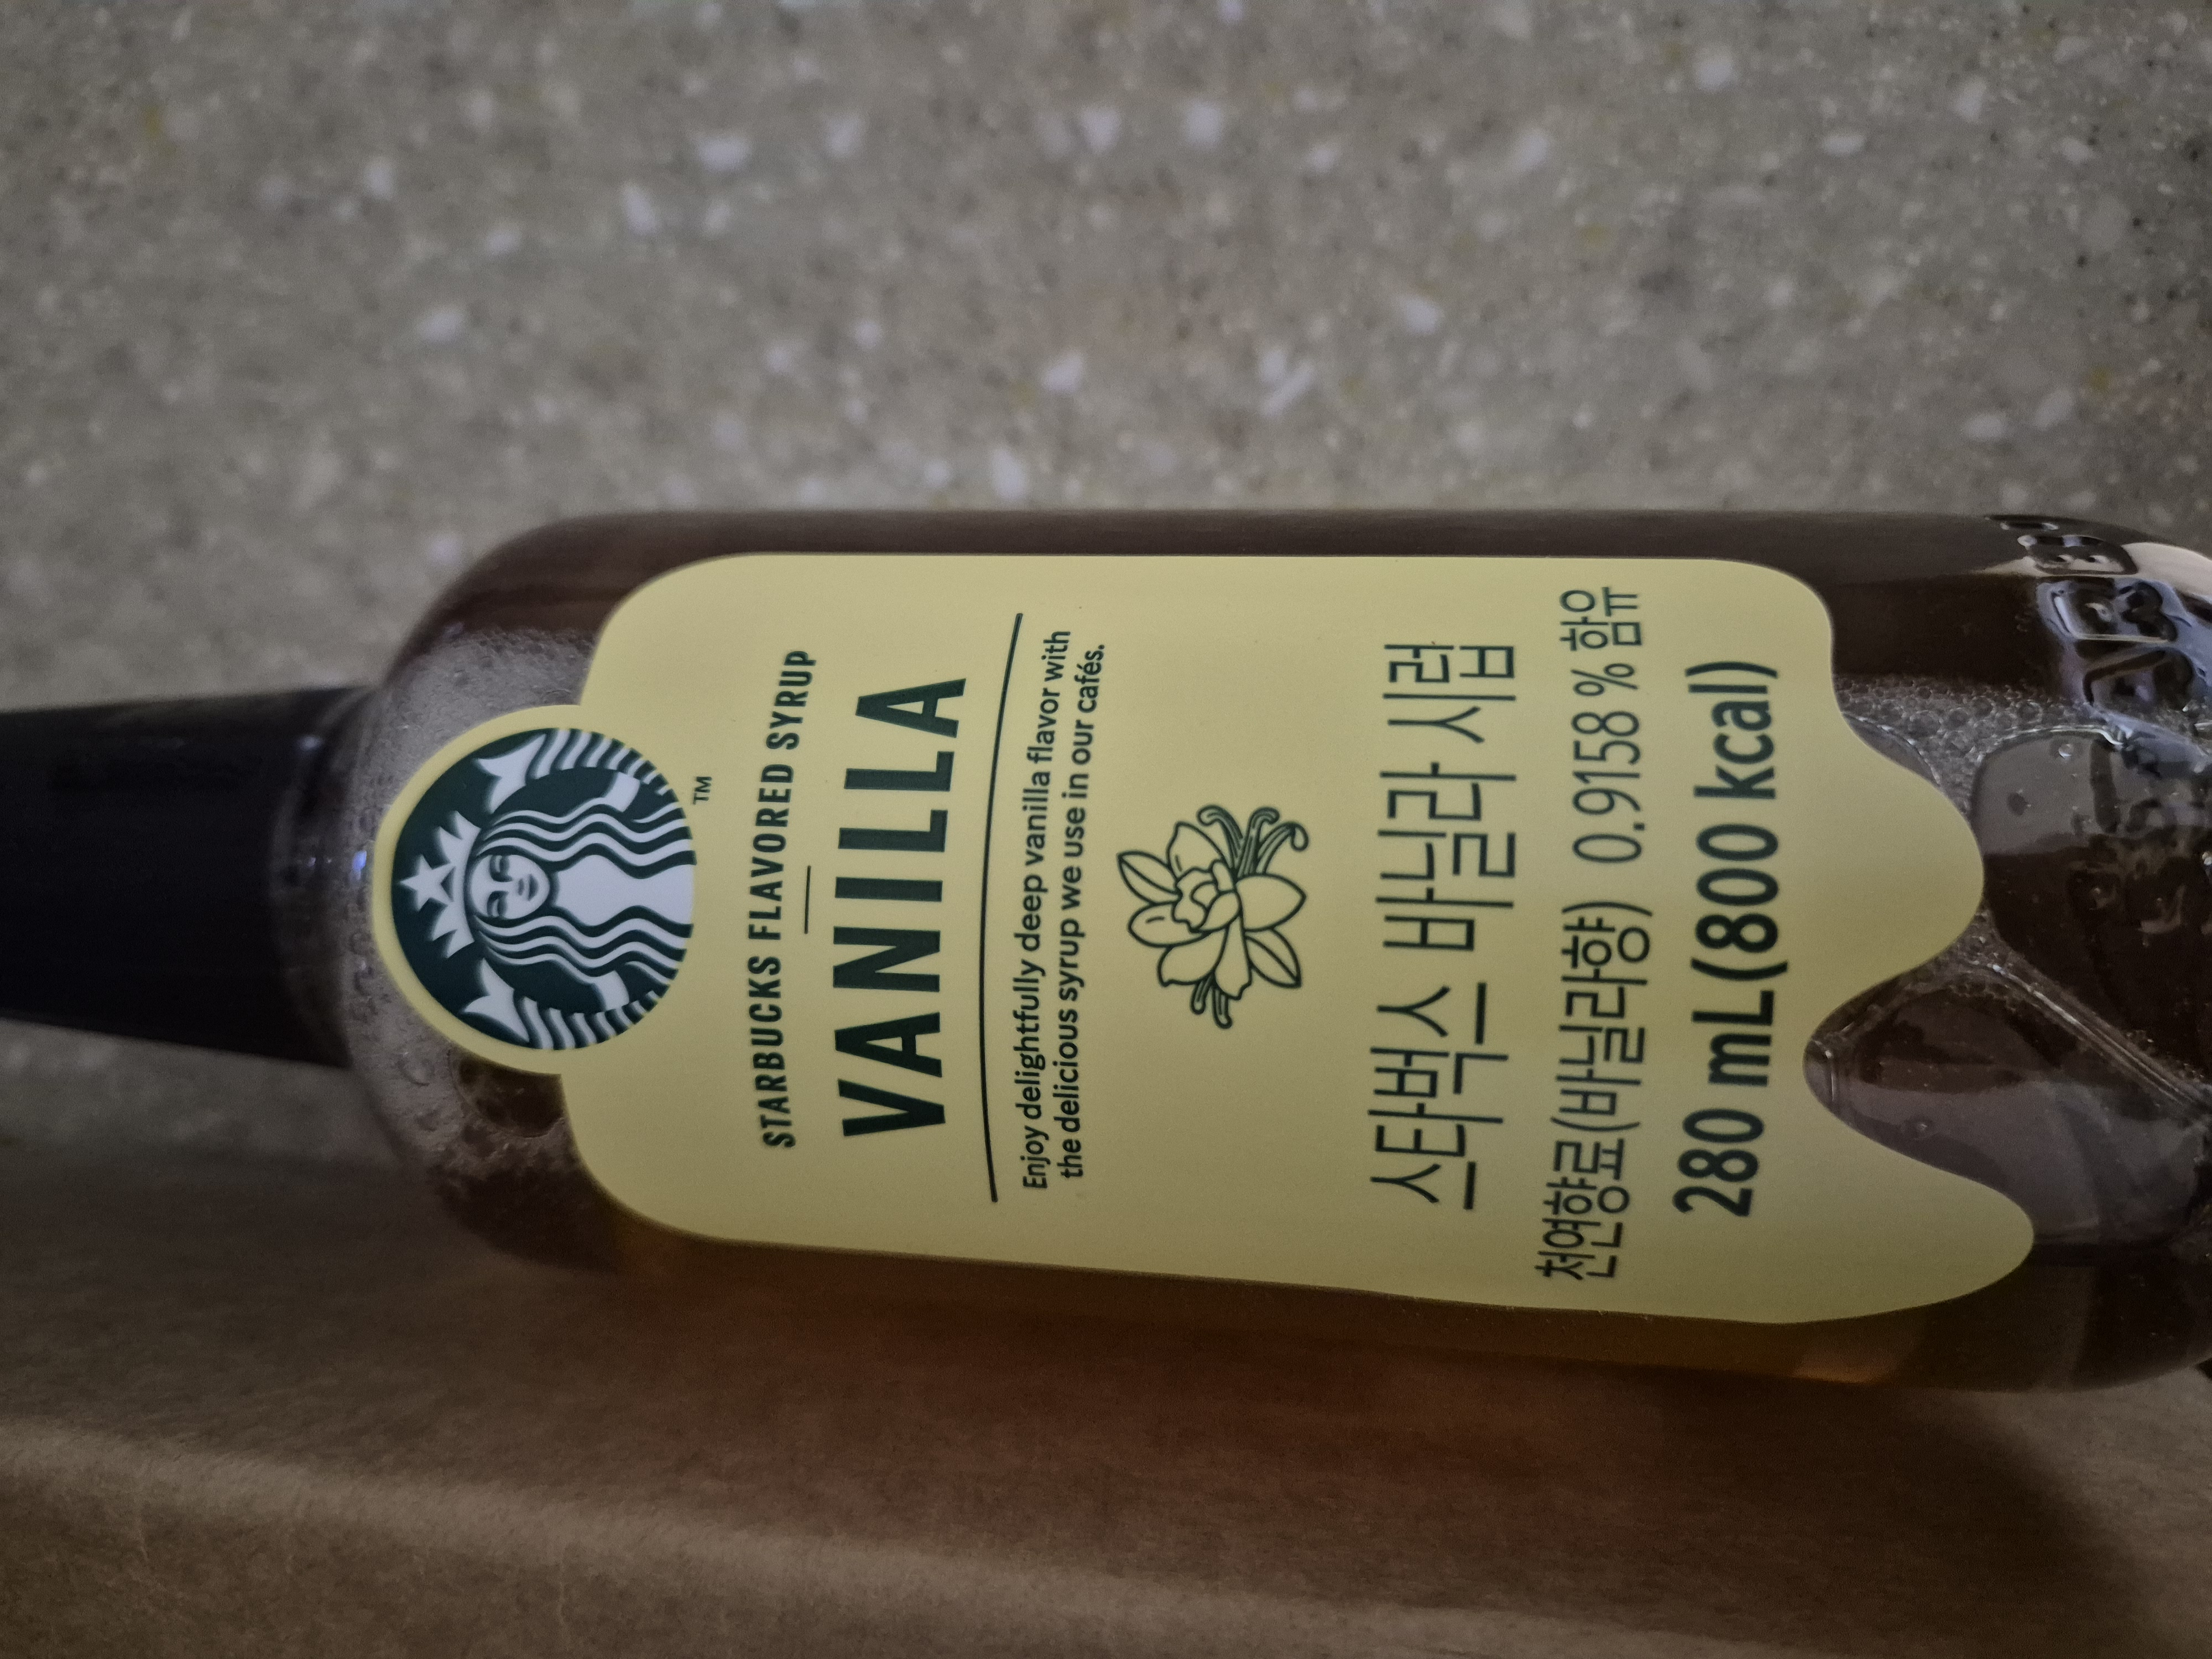 STARBUCKS FLAVORED SYRUP
VANILLA
Enjoy delightfully deep vanilla flavor with
the delicious syrup we use in our cafés.
스타벅스 바닐라 시럽
천연향료(바닐라향) 0.9158 % 함유
280 mL(800 kcal)
TM